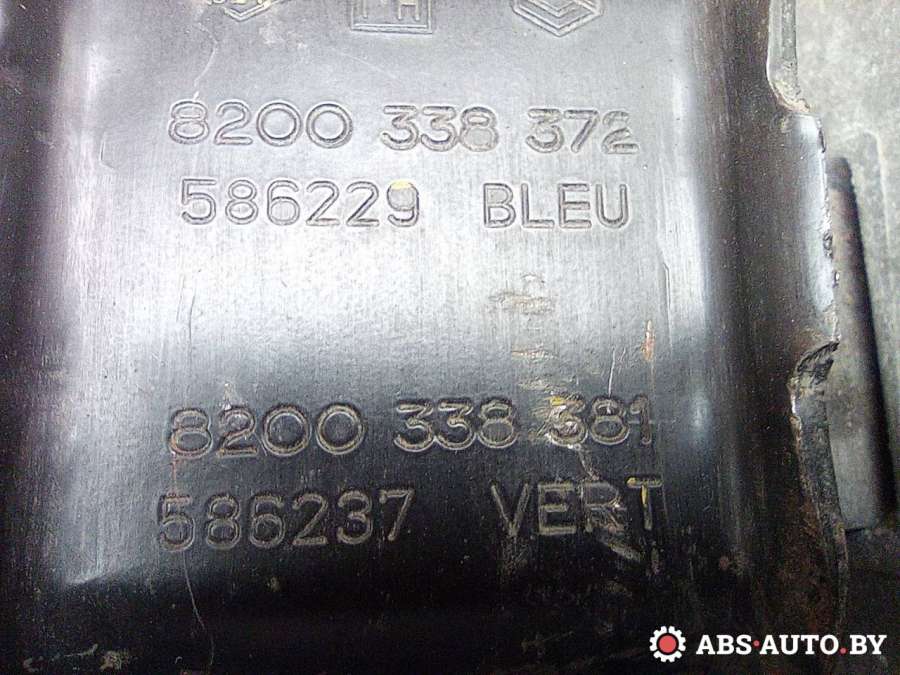 8200 338 372
586229 BLEU
8200 338 381
586237 VERT
ABS-AUTO.BY